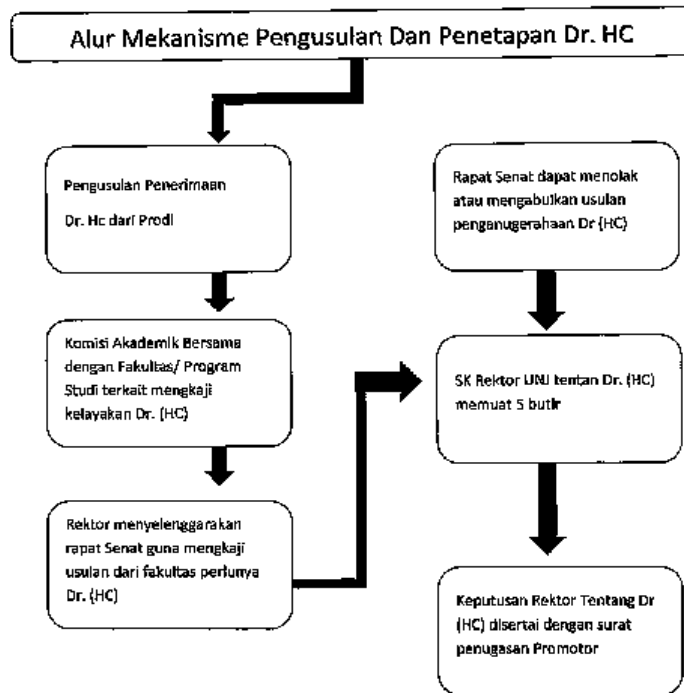 Alur Mekanisme Pengusulan Dan Penetapan Dr. HC
Pengusulan Penerimaan
Dr. Hc dari Prodi
Komisi Akademik Bersama
dengan Fakultas/ Program
Studi terkait mengkaji
kelayakan Dr. (HC)
Rektor menyelenggarakan
rapat Senat guna mengkaji
usulan dari fakultas perlunya
Dr. (HC)
Rapat Senat dapat menolak
atau mengabulkan usulan
penganugerahaan Dr (HC)
SK Rektor UNJ tentan Dr. (HC)
memuat 5 butir
Keputusan Rektor Tentang Dr
(HC) disertai dengan surat
penugasan Promotor